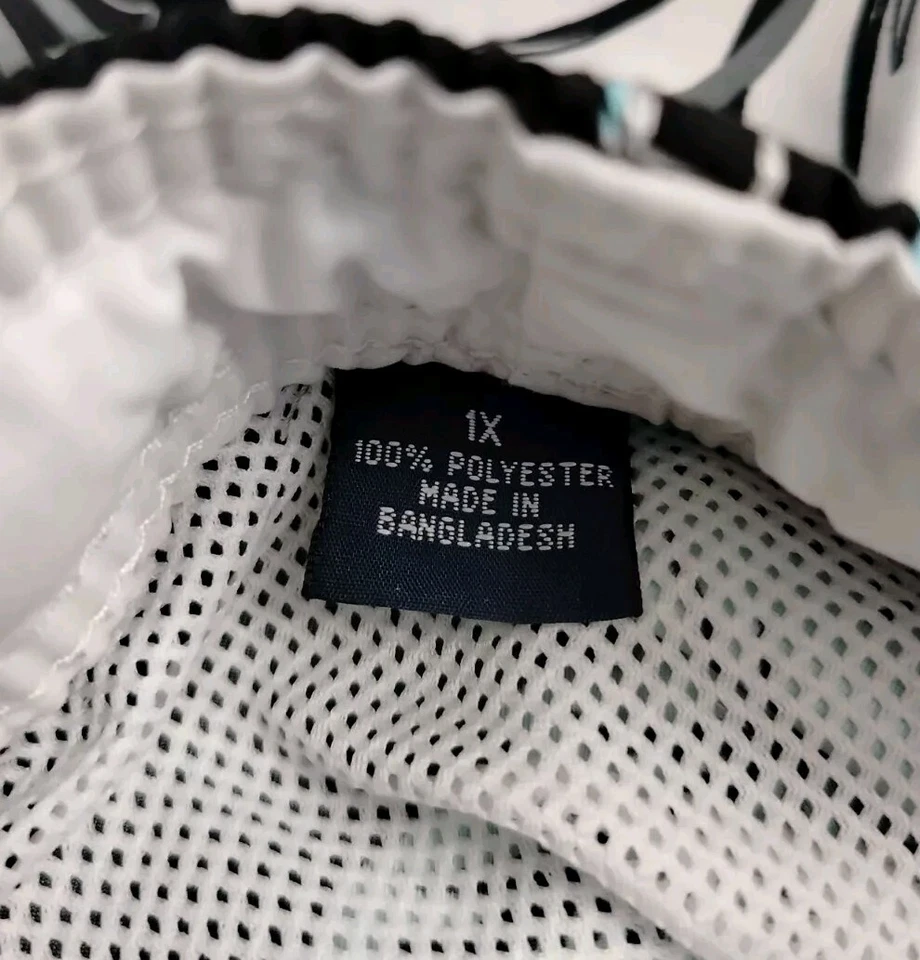 1X
100% POLYESTER
MADE IN
BANGLADESH